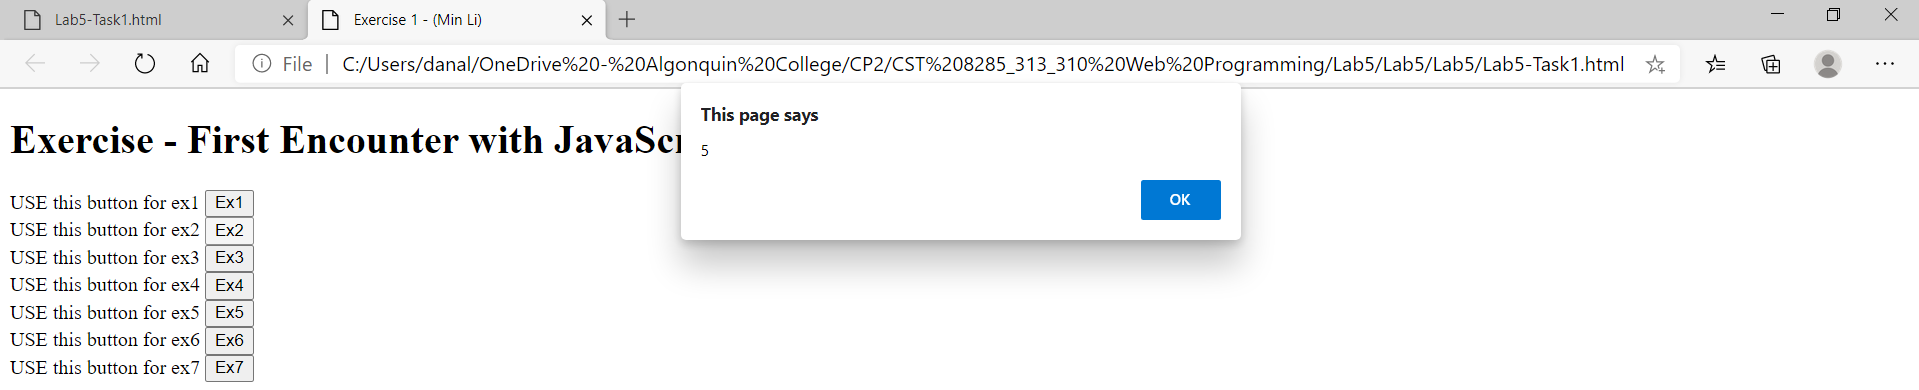 Lab5-Task1.html
Exercise 1 - (Min Li)
File | C:/Users/danal/OneDrive%20-%20Algonquin%20College/CP2/CST%208285_313_310%20Web%20Programming/Lab5/Lab5/Lab5/Lab5-Task1.html
This page says
5
OK
Exercise - First Encounter with JavaScr
USE this button for ex1 Ex1
USE this button for ex2 Ex2
USE this button for ex3 Ex3
USE this button for ex4 Ex4
USE this button for ex5 Ex5
USE this button for ex6 Ex6
USE this button for ex7 Ex7